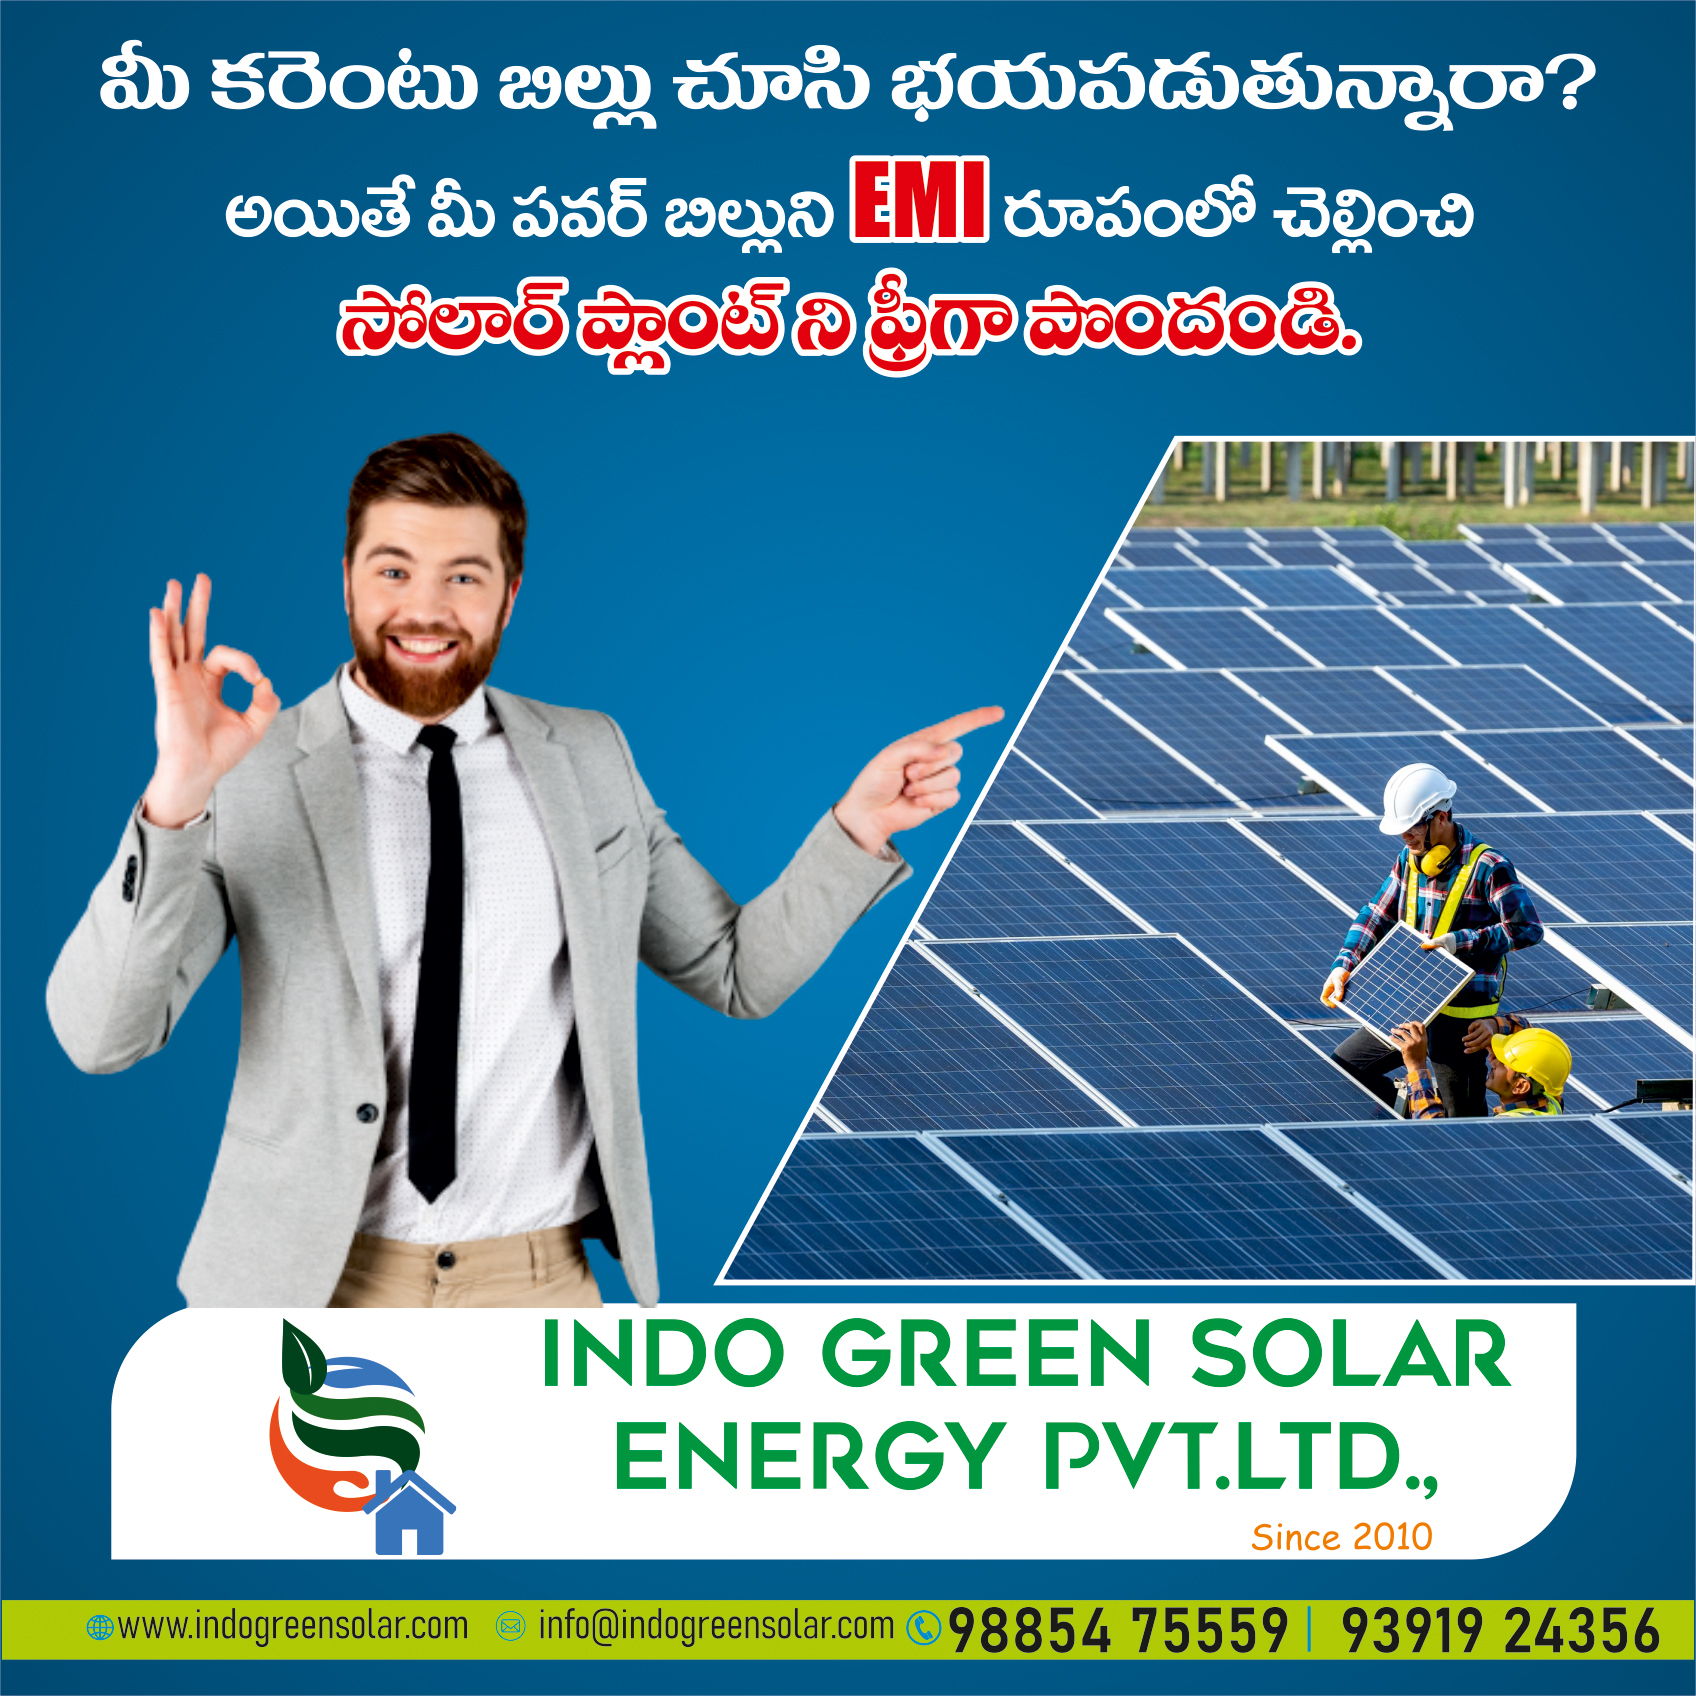 మీ కరెంటు బిల్లు చూసి భయపడుతున్నారా?
అయితే మీ పవర్ బిల్లుని EMI రూపంలో చెల్లించి
సోలార్ ప్లాంట్ ని ఫ్రీగా పొందండి.
INDO GREEN SOLAR
ENERGY PVT.LTD.,
Since 2010
www.indogreensolar.com info@indogreensolar.com 98854 75559 | 93919 24356